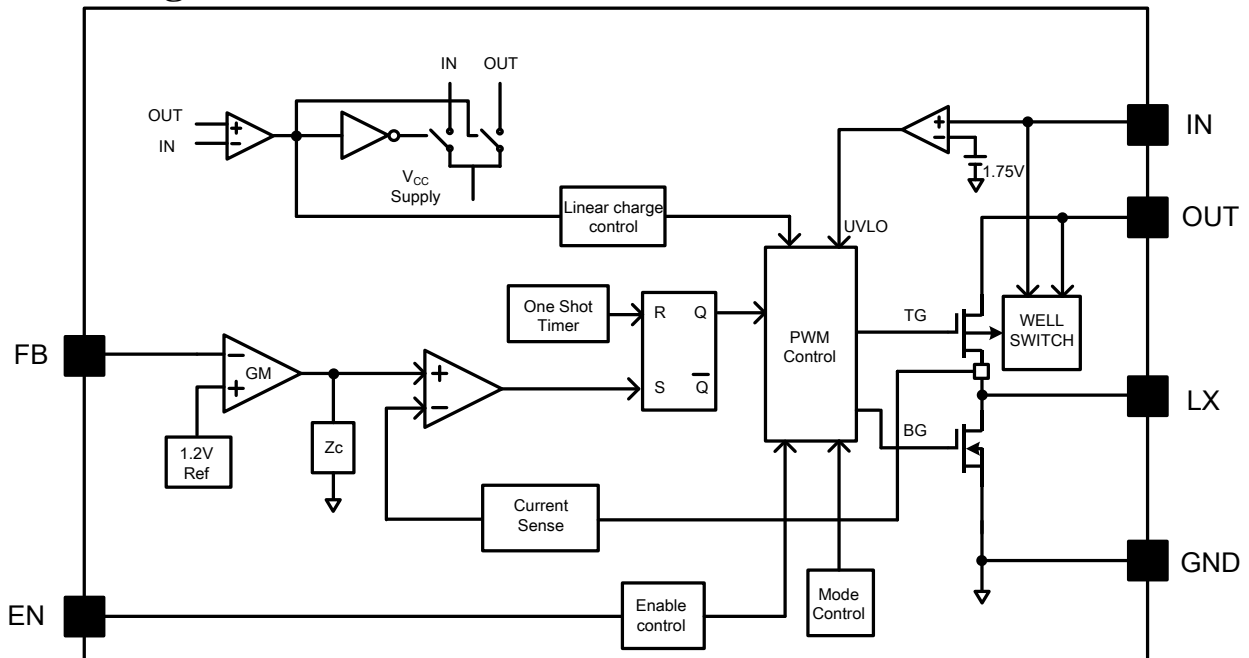 IN OUT
OUT
IN
+
−
V_CC
Supply
Linear charge
control
UVLO
+
−
1.75V
IN
OUT
One Shot
Timer
R Q
S Q̅
PWM
Control
TG
WELL
SWITCH
FB
−
GM
+
1.2V
Ref
Zc
+
−
LX
BG
Current
Sense
GND
EN
Enable
control
Mode
Control